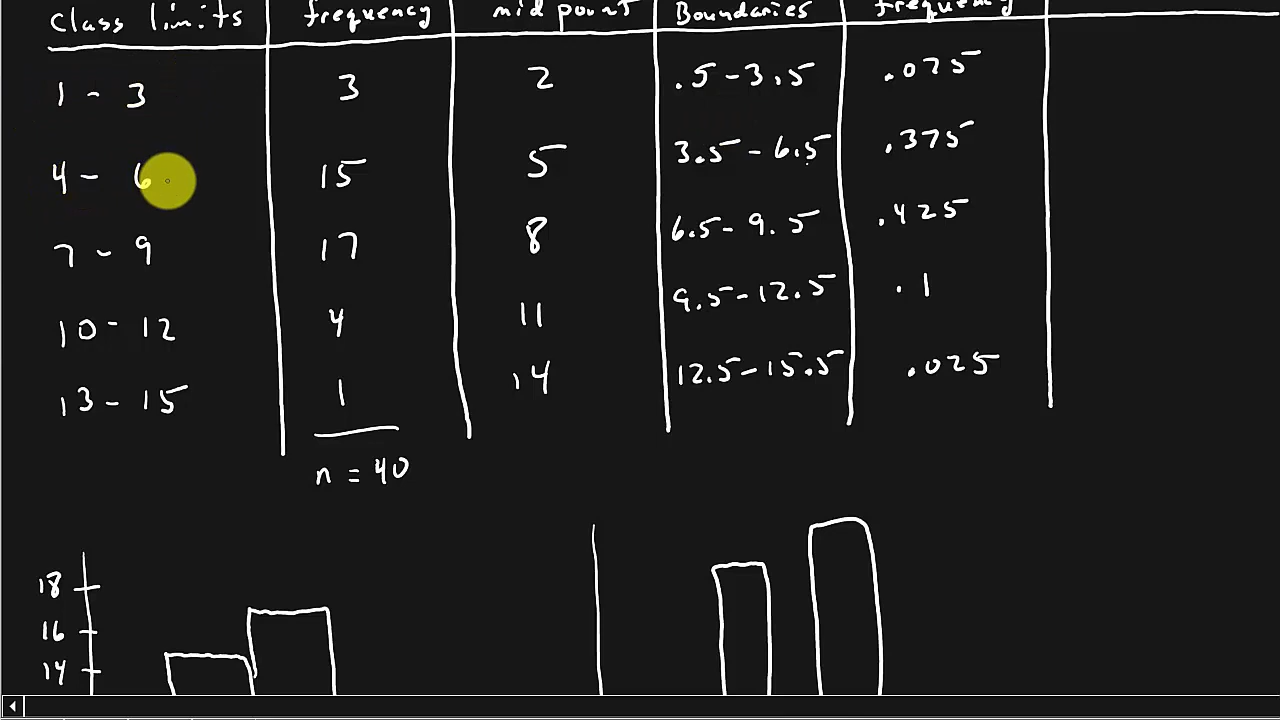 Class limits frequency mid point Boundaries frequency
1 - 3 3 2 .5-3.5 .075
4 - 6 15 5 3.5-6.5 .375
7 - 9 17 8 6.5-9.5 .425
10 - 12 4 11 9.5-12.5 .1
13 - 15 1 14 12.5-15.5 .025
n = 40
18
16
14